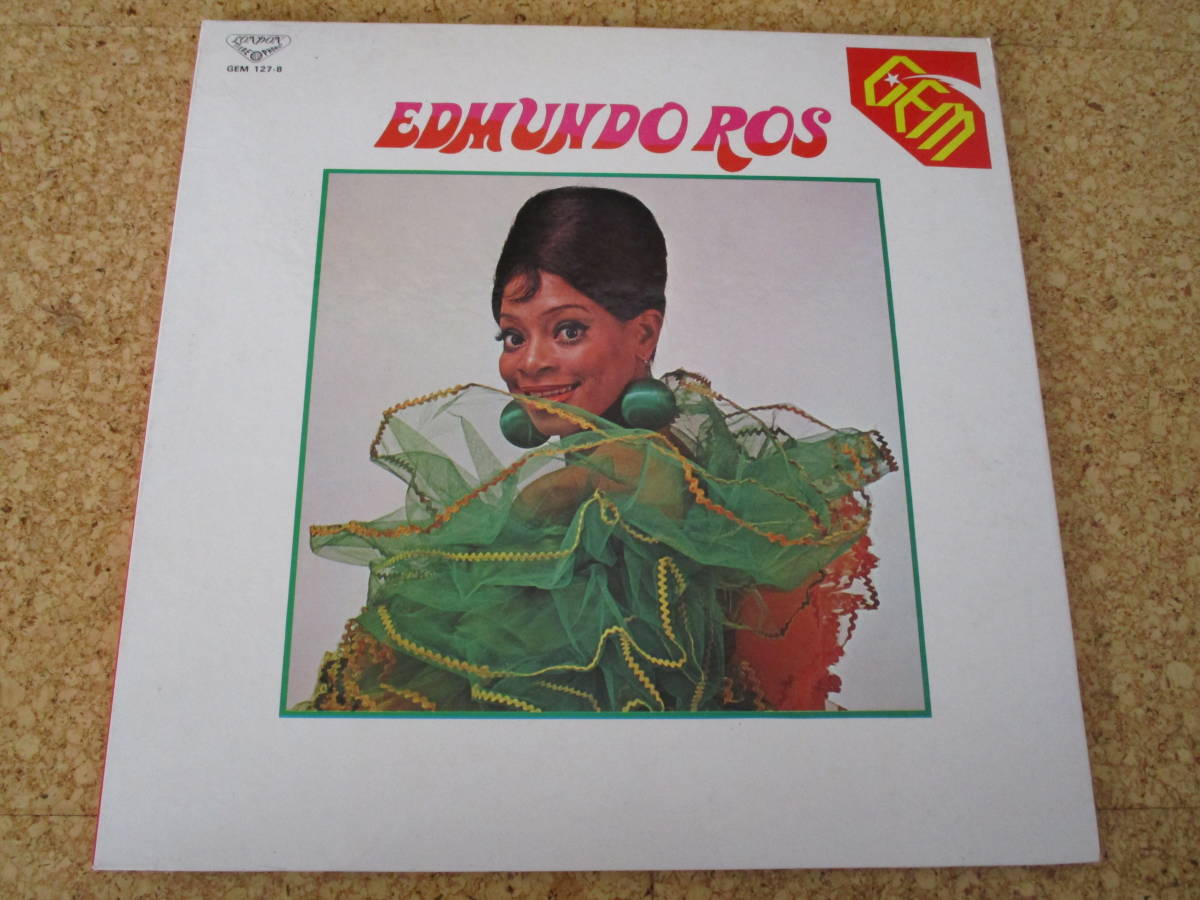 LONDON
GEM 127-8
EDMUNDO ROS
GEM